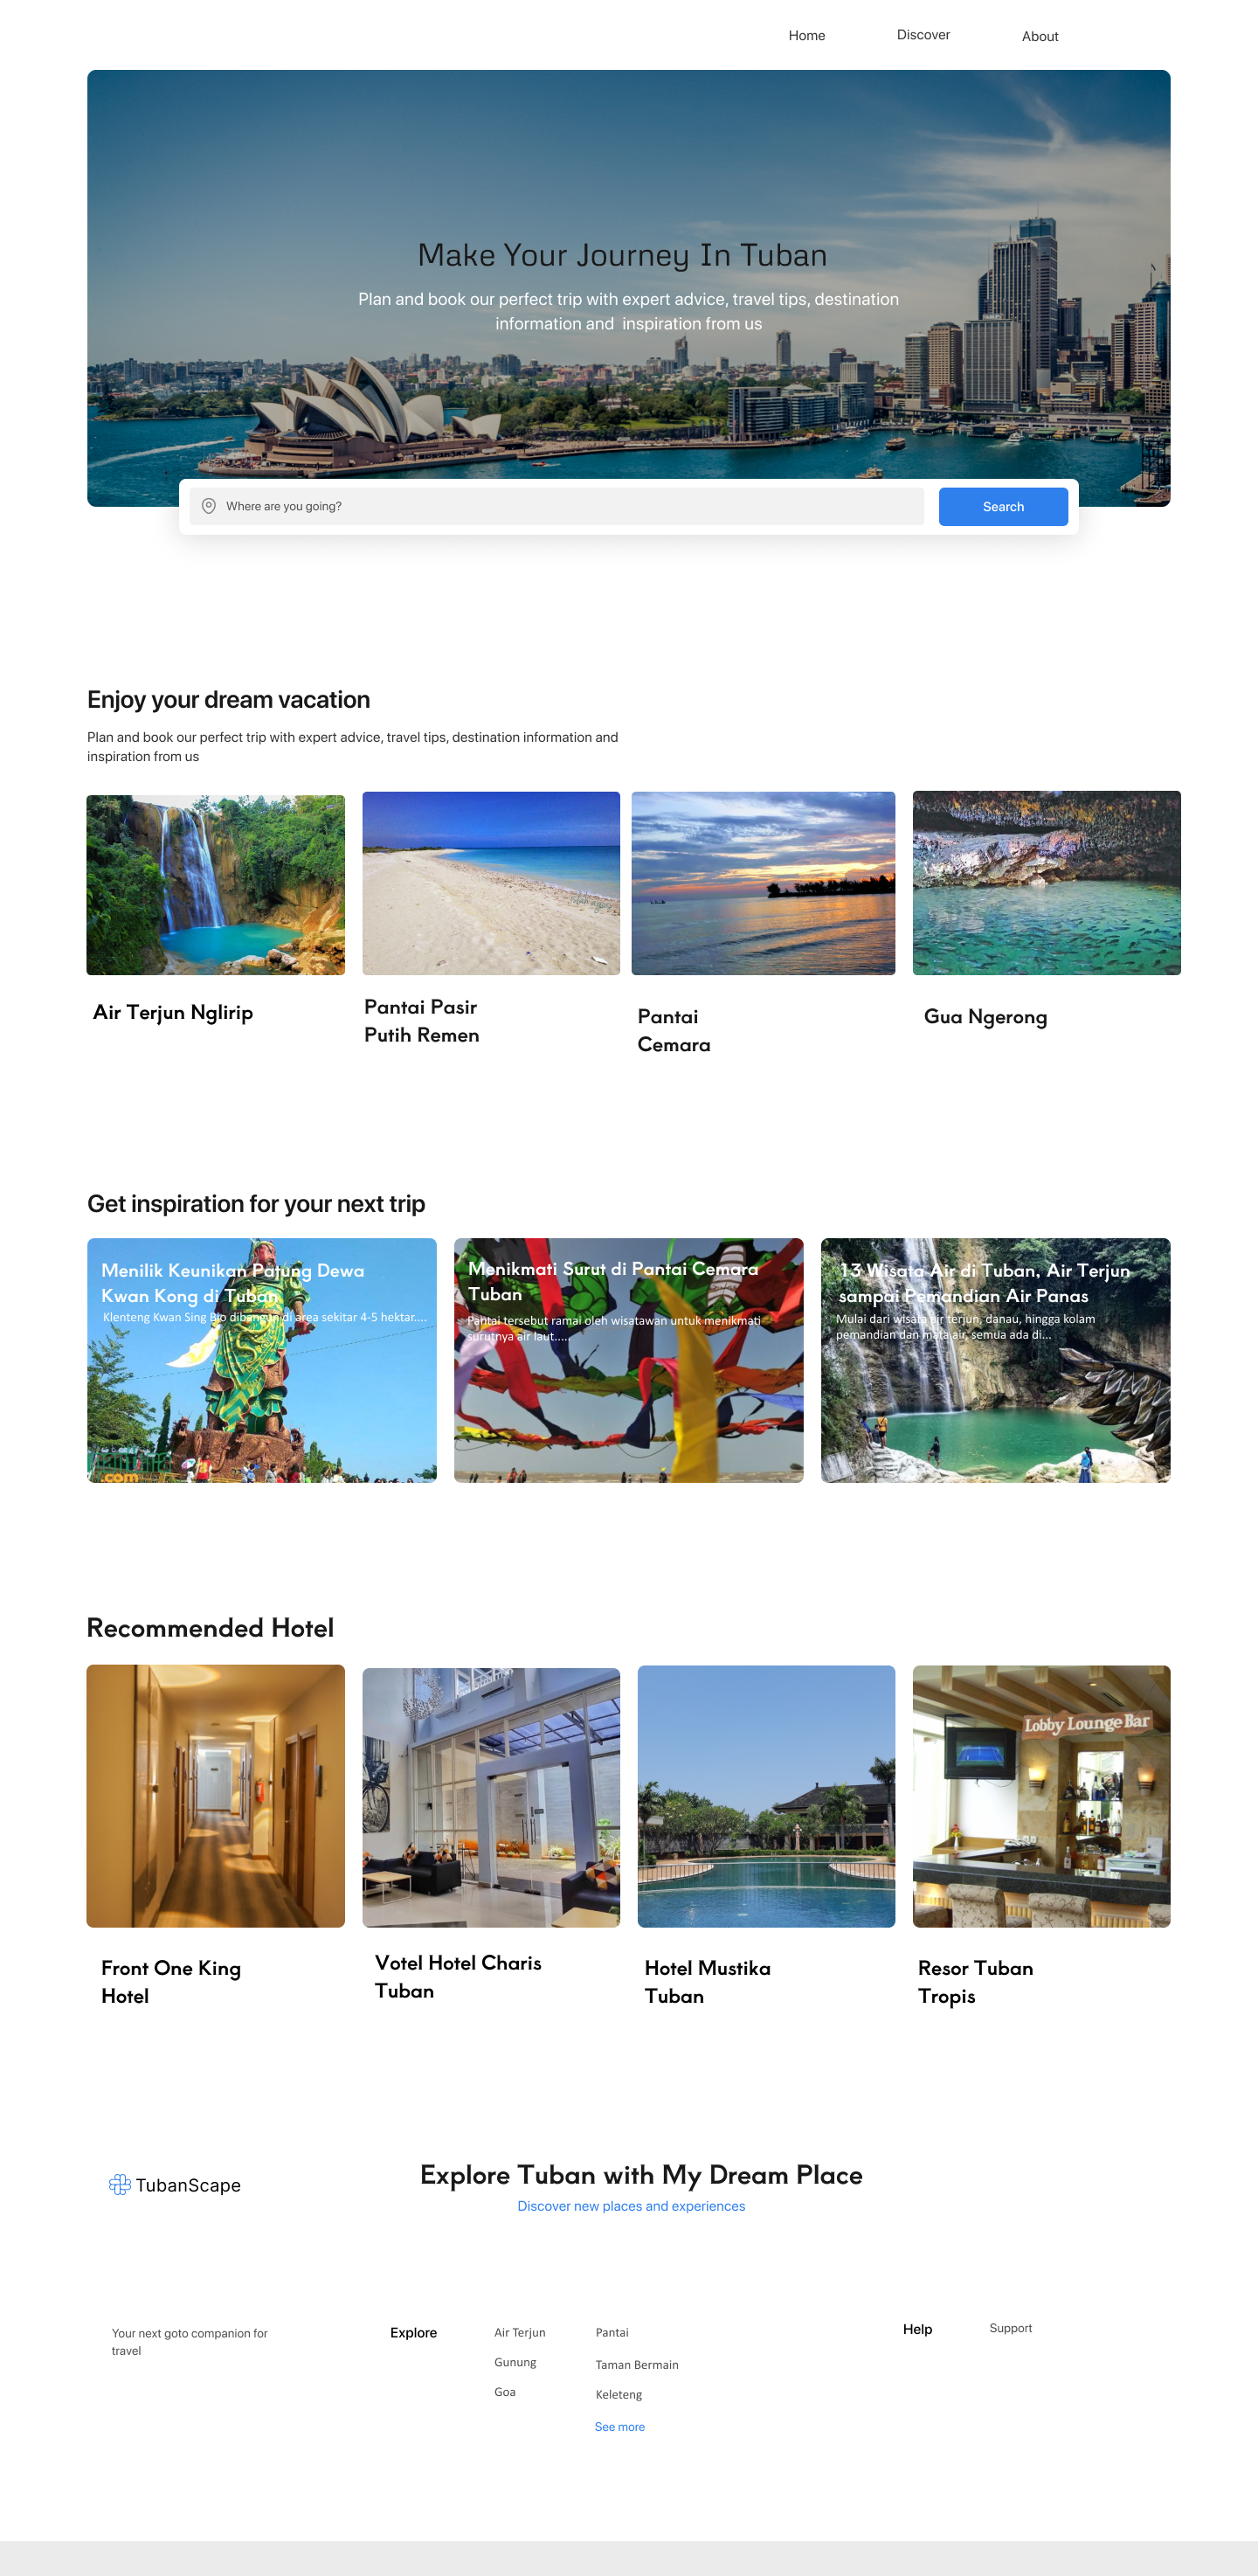 Home
Discover
About
Make Your Journey In Tuban
Plan and book our perfect trip with expert advice, travel tips, destination
information and  inspiration from us
Where are you going?
Search
Enjoy your dream vacation
Plan and book our perfect trip with expert advice, travel tips, destination information and
inspiration from us
Air Terjun Nglirip
Pantai Pasir
Putih Remen
Pantai
Cemara
Gua Ngerong
Get inspiration for your next trip
Menilik Keunikan Patung Dewa
Kwan Kong di Tuban
Klenteng Kwan Sing Bio dibangun di area sekitar 4-5 hektar....
.com
Menikmati Surut di Pantai Cemara
Tuban
Pantai tersebut ramai oleh wisatawan untuk menikmati
surutnya air laut.....
13 Wisata Air di Tuban, Air Terjun
sampai Pemandian Air Panas
Mulai dari wisata air terjun, danau, hingga kolam
pemandian dan mata air, semua ada di...
Recommended Hotel
Lobby Lounge Bar
Front One King
Hotel
Votel Hotel Charis
Tuban
Hotel Mustika
Tuban
Resor Tuban
Tropis
TubanScape
Explore Tuban with My Dream Place
Discover new places and experiences
Your next goto companion for
travel
Explore
Air Terjun
Gunung
Goa
Pantai
Taman Bermain
Keleteng
See more
Help
Support